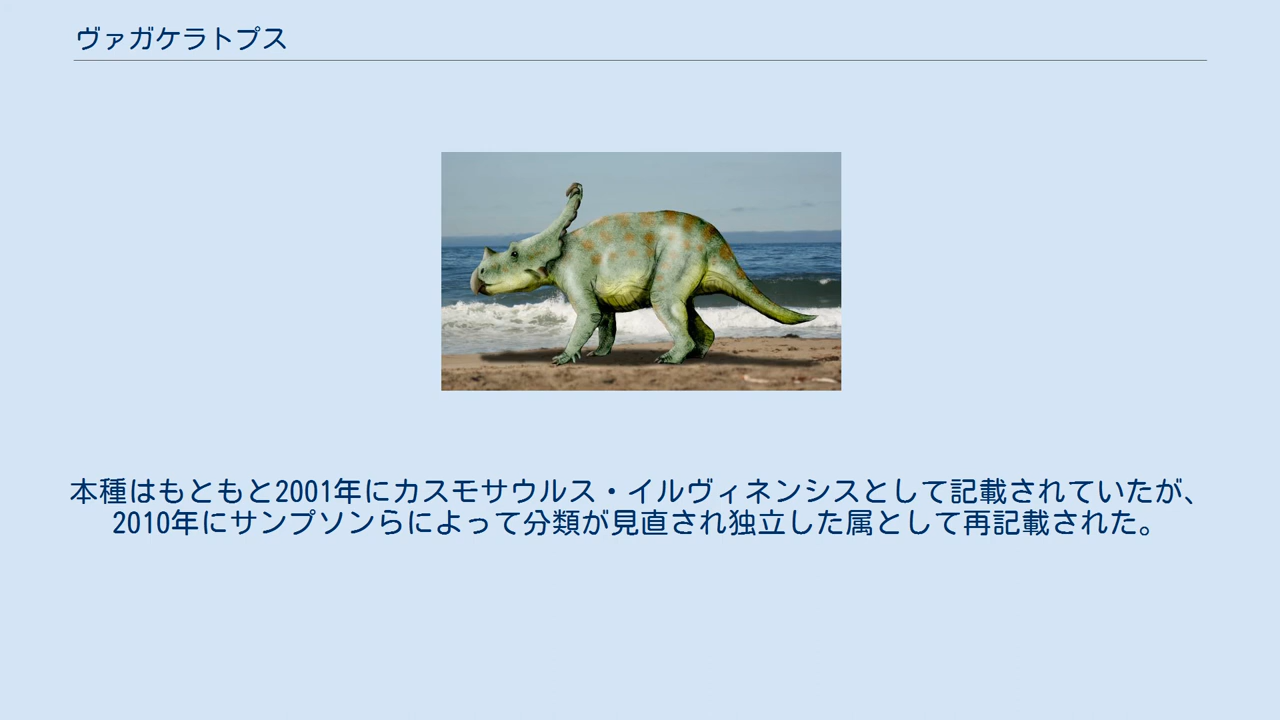 ヴァガケラトプス
本種はもともと2001年にカスモサウルス・イルヴィネンシスとして記載されていたが、
2010年にサンプソンらによって分類が見直され独立した属として再記載された。